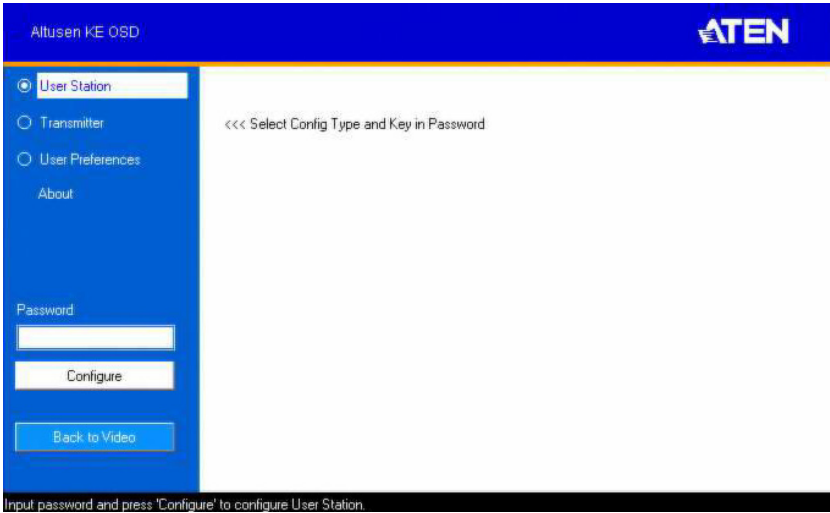 Altusen KE OSD
ATEN
User Station
Transmitter
<<< Select Config Type and Key in Password
User Preferences
About
Password
Configure
Back to Video
Input password and press 'Configure' to configure User Station.